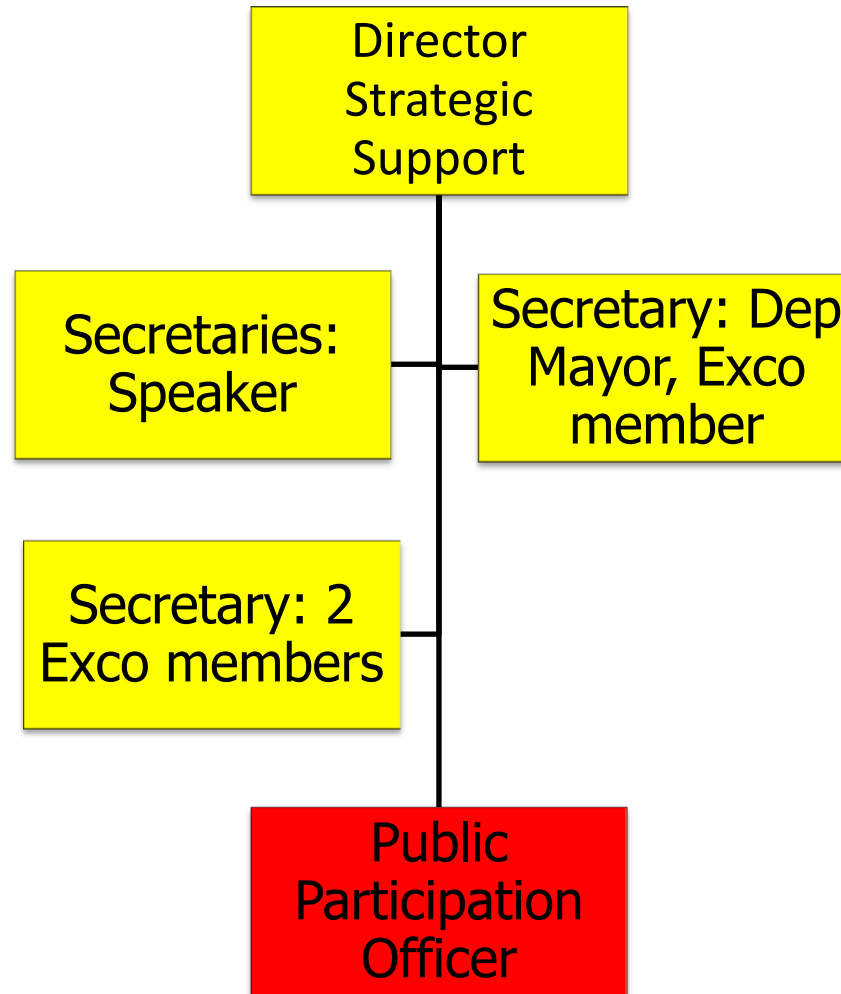 Director
Strategic
Support
Secretaries:
Speaker
Secretary: Dep
Mayor, Exco
member
Secretary: 2
Exco members
Public
Participation
Officer